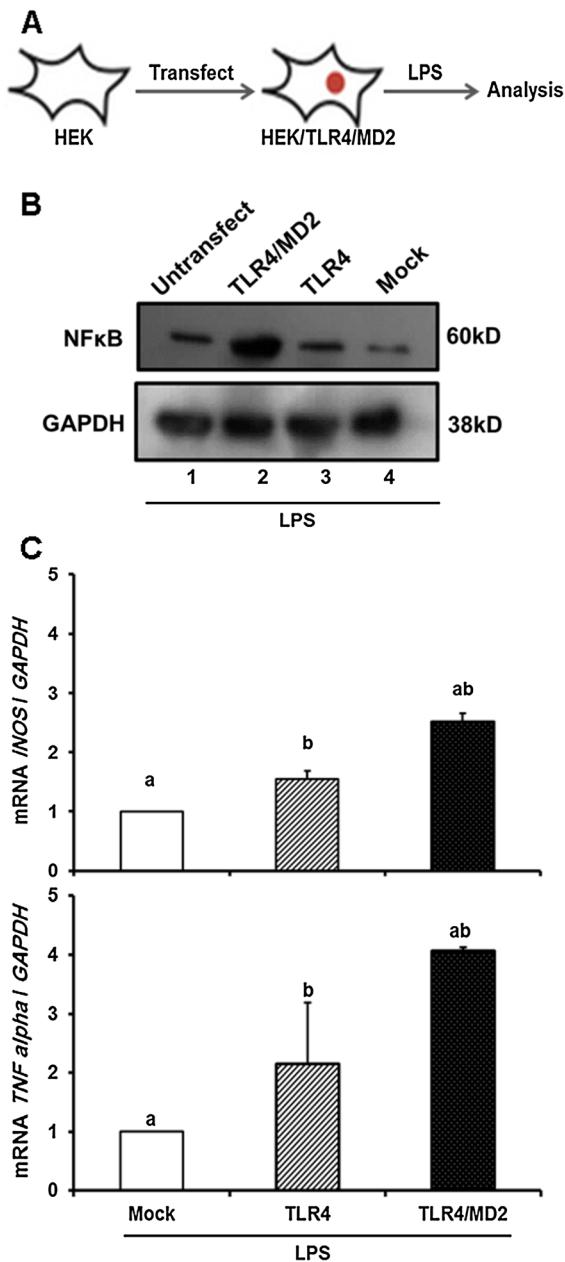 A
Transfect
LPS
Analysis
HEK
HEK/TLR4/MD2
B
Untransfect
TLR4/MD2
TLR4
Mock
NFκB
60kD
GAPDH
38kD
1 2 3 4
LPS
C
5
4
3
2
1
0
mRNA iNOS / GAPDH
a
b
ab
5
4
3
2
1
0
mRNA TNF alpha / GAPDH
a
b
ab
Mock TLR4 TLR4/MD2
LPS